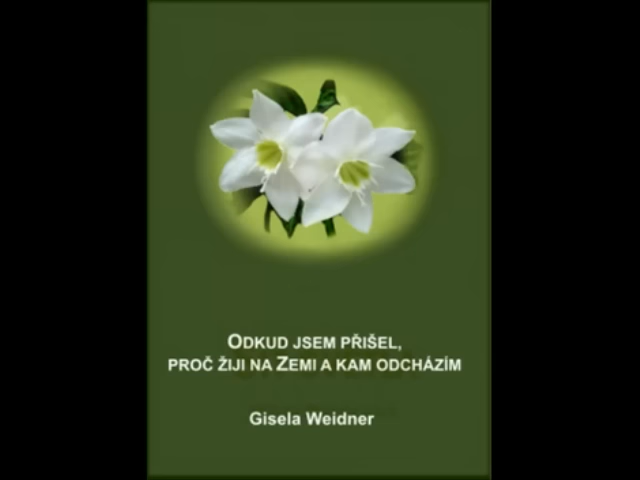 ODKUD JSEM PŘIŠEL,
PROČ ŽIJI NA ZEMI A KAM ODCHÁZÍM
Gisela Weidner